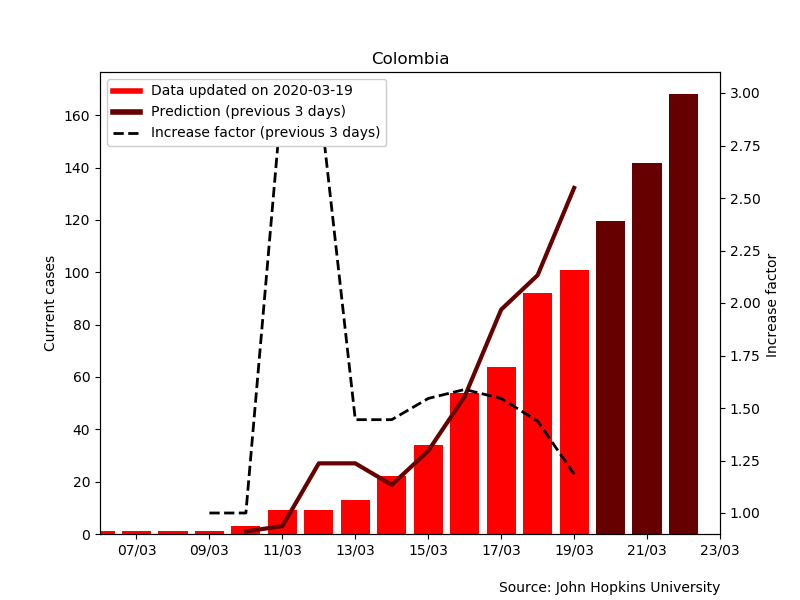 Colombia
Data updated on 2020-03-19
Prediction (previous 3 days)
Increase factor (previous 3 days)
Current cases
160
140
120
100
80
60
40
20
0
3.00
2.75
2.50
2.25
2.00
1.75
1.50
1.25
1.00
Increase factor
07/03 09/03 11/03 13/03 15/03 17/03 19/03 21/03 23/03
Source: John Hopkins University